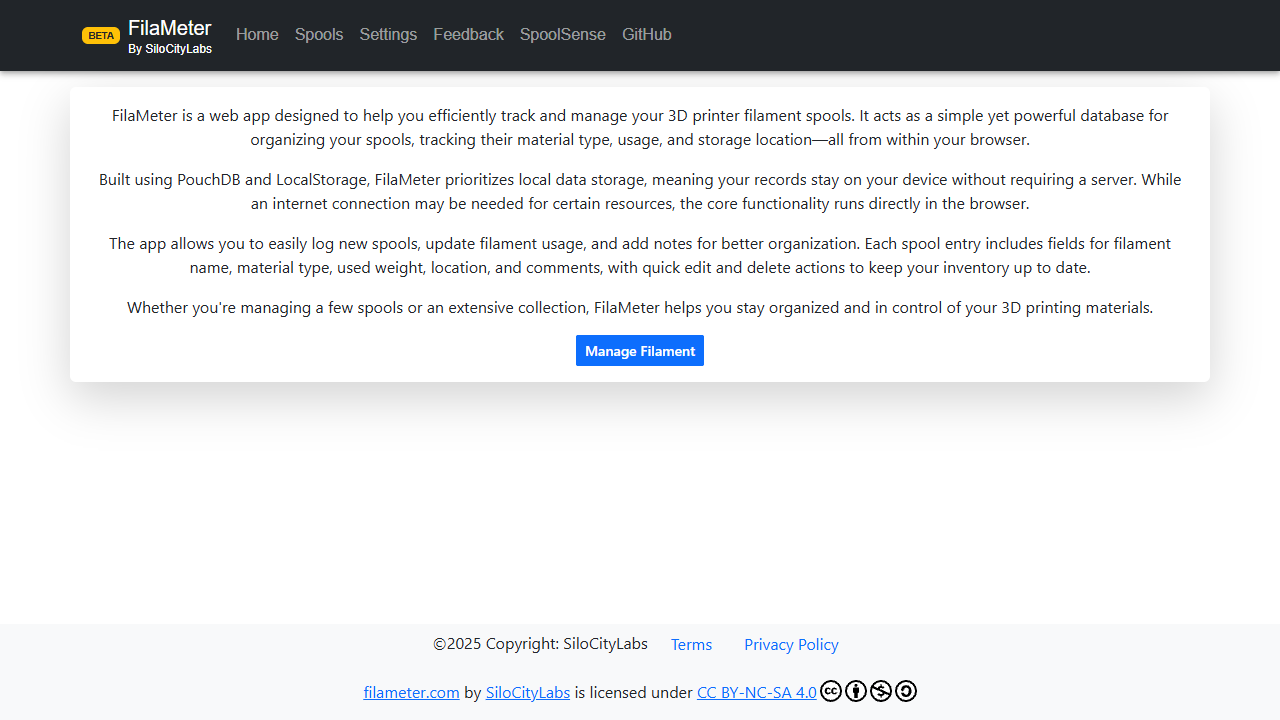 BETA
FilaMeter
By SiloCityLabs
Home Spools Settings Feedback SpoolSense GitHub
FilaMeter is a web app designed to help you efficiently track and manage your 3D printer filament spools. It acts as a simple yet powerful database for
organizing your spools, tracking their material type, usage, and storage location—all from within your browser.
Built using PouchDB and LocalStorage, FilaMeter prioritizes local data storage, meaning your records stay on your device without requiring a server. While
an internet connection may be needed for certain resources, the core functionality runs directly in the browser.
The app allows you to easily log new spools, update filament usage, and add notes for better organization. Each spool entry includes fields for filament
name, material type, used weight, location, and comments, with quick edit and delete actions to keep your inventory up to date.
Whether you're managing a few spools or an extensive collection, FilaMeter helps you stay organized and in control of your 3D printing materials.
Manage Filament
©2025 Copyright: SiloCityLabs Terms Privacy Policy
filameter.com by SiloCityLabs is licensed under CC BY-NC-SA 4.0